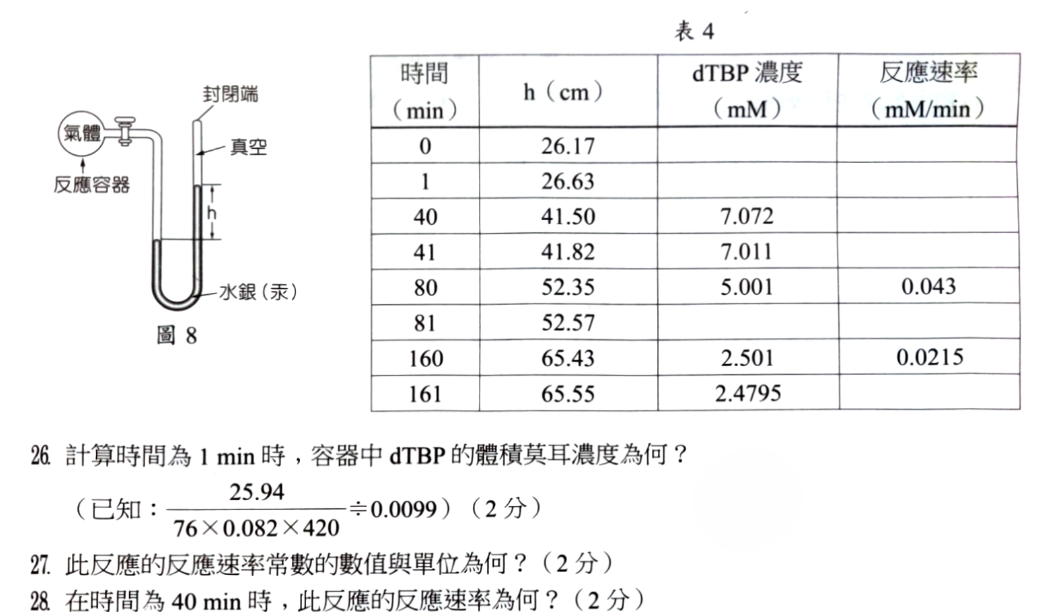 表 4
時間
(min)
h(cm)
dTBP 濃度
(mM)
反應速率
(mM/min)
0 26.17
1 26.63
40 41.50 7.072
41 41.82 7.011
80 52.35 5.001 0.043
81 52.57
160 65.43 2.501 0.0215
161 65.55 2.4795
封閉端
氣體
真空
反應容器
h
水銀(汞)
圖 8
26. 計算時間為 1 min 時,容器中 dTBP 的體積莫耳濃度為何?
(已知:25.94/76×0.082×420≑0.0099)(2 分)
27. 此反應的反應速率常數的數值與單位為何?(2 分)
28. 在時間為 40 min 時,此反應的反應速率為何?(2 分)